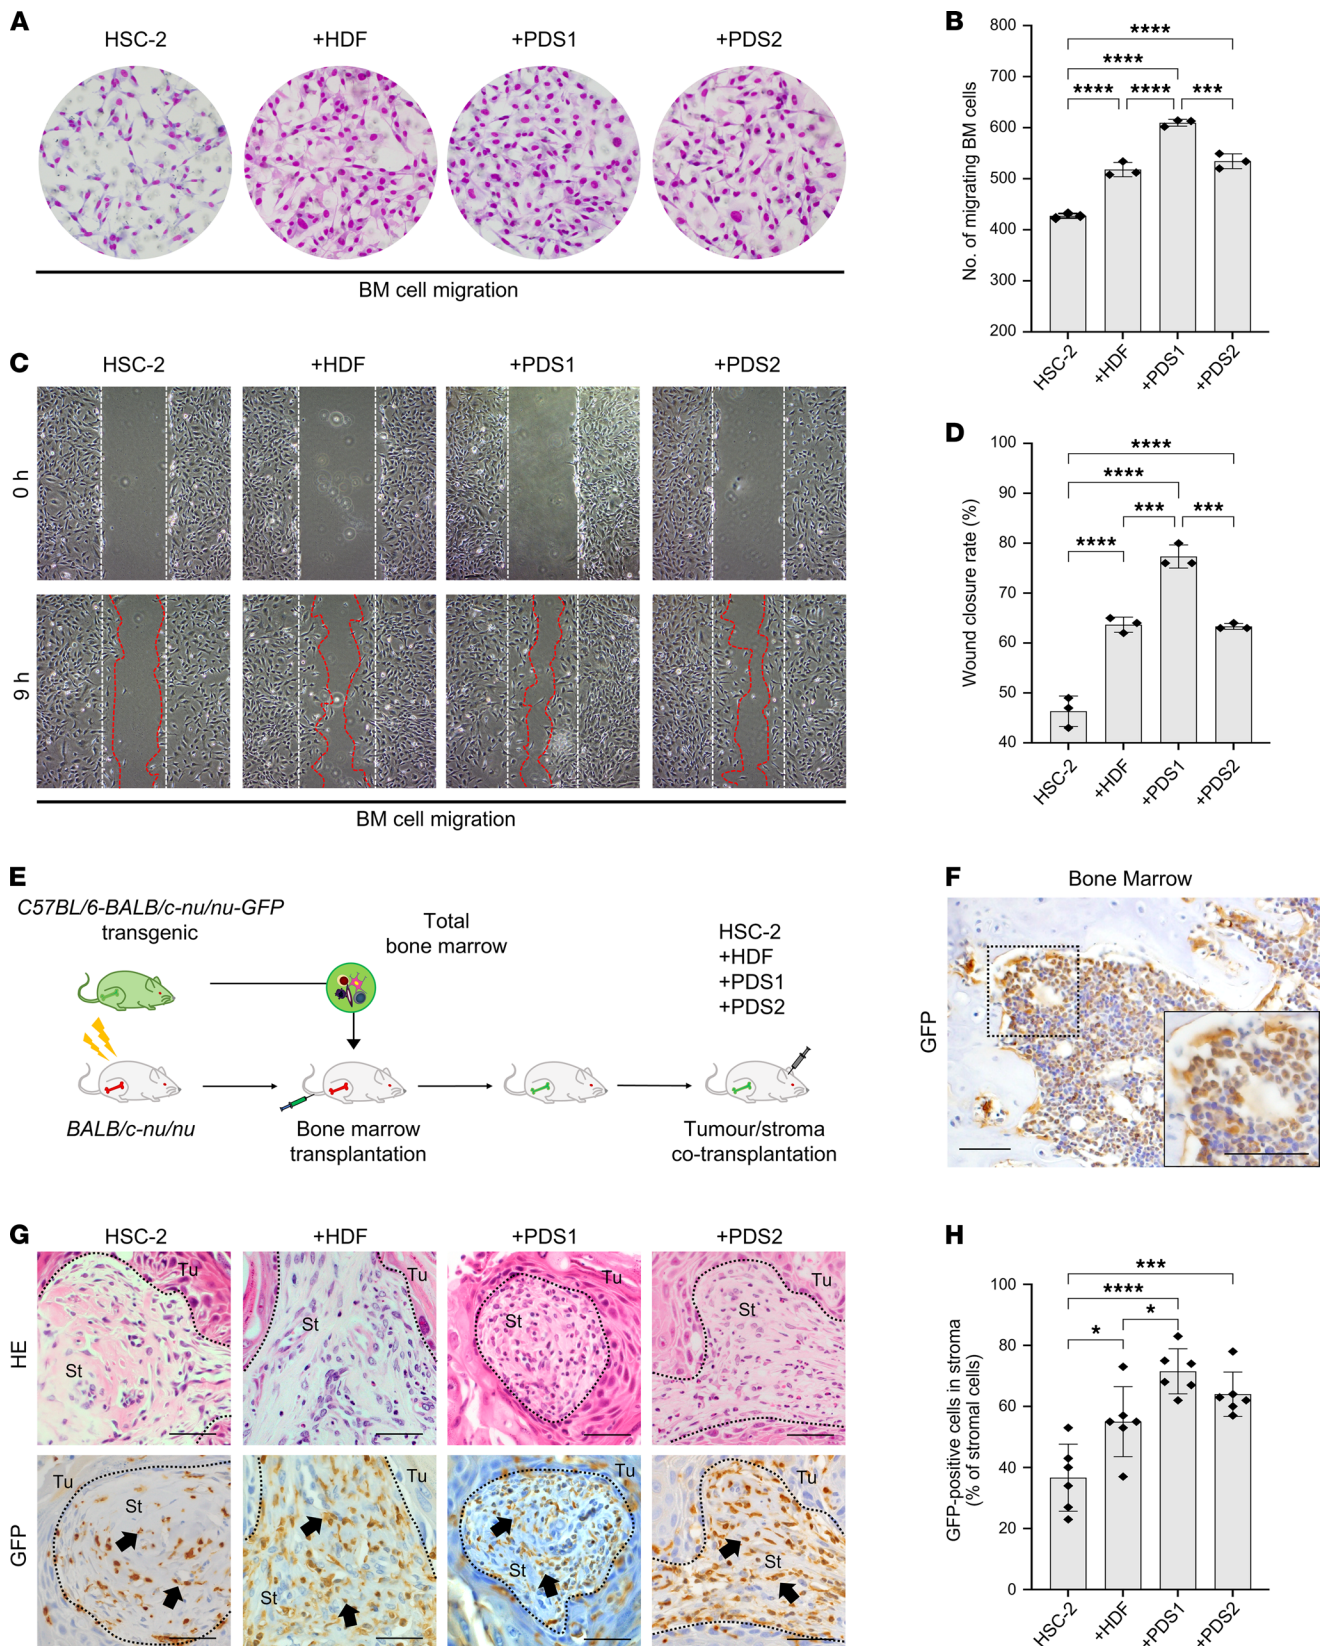 A
HSC-2
+HDF
+PDS1
+PDS2
BM cell migration
B
No. of migrating BM cells
800
700
600
500
400
300
200
****
****
**** **** ***
HSC-2
+HDF
+PDS1
+PDS2
C
HSC-2
+HDF
+PDS1
+PDS2
0 h
9 h
BM cell migration
D
Wound closure rate (%)
100
90
80
70
60
50
40
****
****
*** ***
****
HSC-2
+HDF
+PDS1
+PDS2
E
C57BL/6-BALB/c-nu/nu-GFP
transgenic
Total
bone marrow
HSC-2
+HDF
+PDS1
+PDS2
BALB/c-nu/nu
Bone marrow
transplantation
Tumour/stroma
co-transplantation
F
Bone Marrow
GFP
G
HSC-2
+HDF
+PDS1
+PDS2
HE
Tu
St
Tu
St
Tu
St
Tu
St
GFP
Tu
St
Tu
St
Tu
St
Tu
St
H
GFP-positive cells in stroma
(% of stromal cells)
100
80
60
40
20
0
***
****
*
*
HSC-2
+HDF
+PDS1
+PDS2